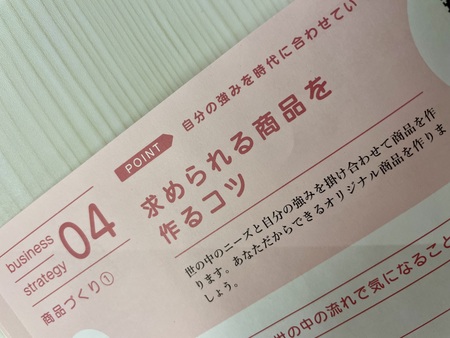 business
strategy
04
商品づくり①
POINT
自分の強みを時代に合わせてい
求められる商品を
作るコツ
世の中のニーズと自分の強みを掛け合わせて商品を作
ります。あなただからできるオリジナル商品を作りま
しょう。
世の中の流れで気になること